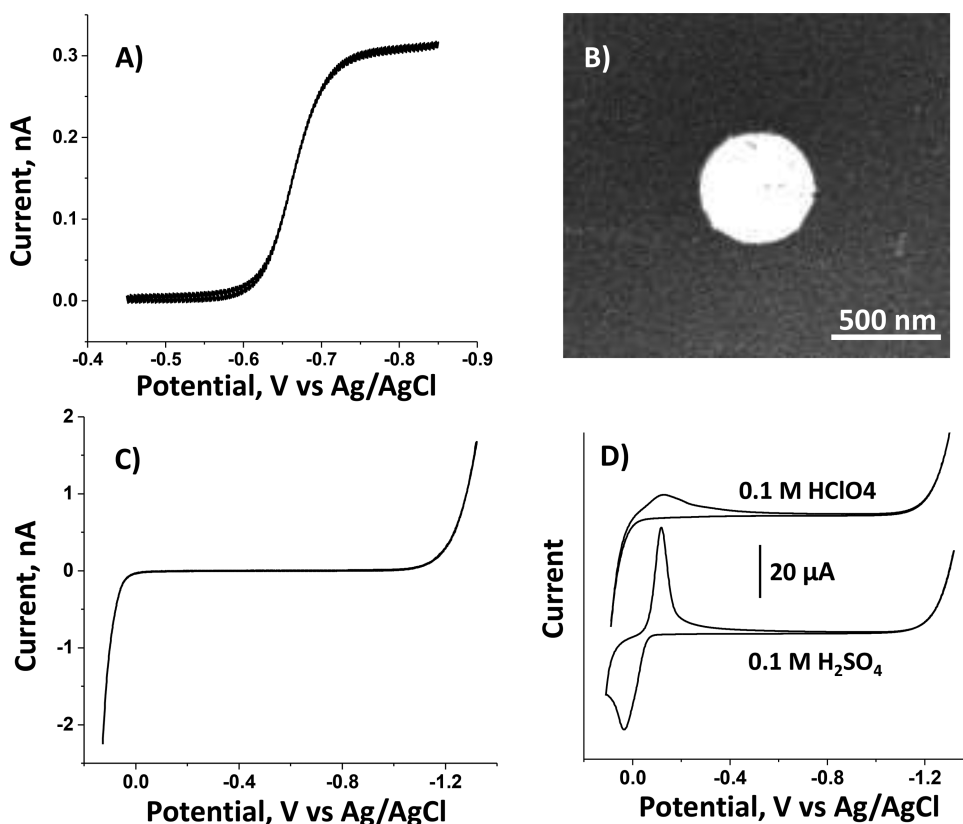 A)
Current, nA
0.3
0.2
0.1
0.0
-0.4 -0.5 -0.6 -0.7 -0.8 -0.9
Potential, V vs Ag/AgCl
B)
500 nm
C)
Current, nA
2
1
0
-1
-2
0.0 -0.4 -0.8 -1.2
Potential, V vs Ag/AgCl
D)
0.1 M HClO4
20 µA
Current
0.1 M H₂SO₄
0.0 -0.4 -0.8 -1.2
Potential, V vs Ag/AgCl